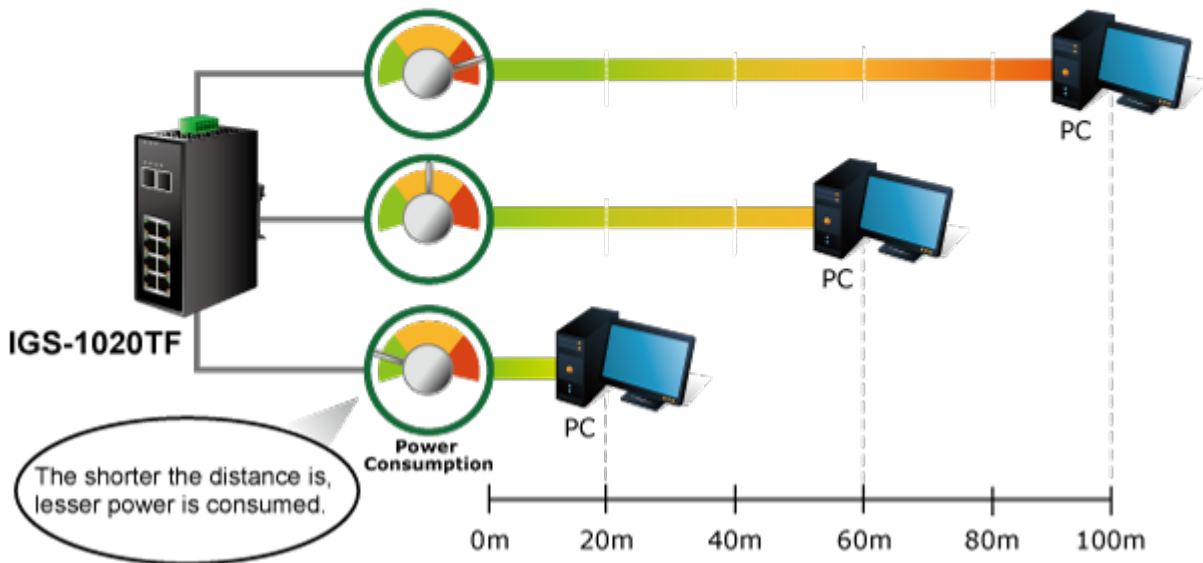 PC
PC
IGS-1020TF
PC
Power
Consumption
The shorter the distance is,
lesser power is consumed.
0m 20m 40m 60m 80m 100m